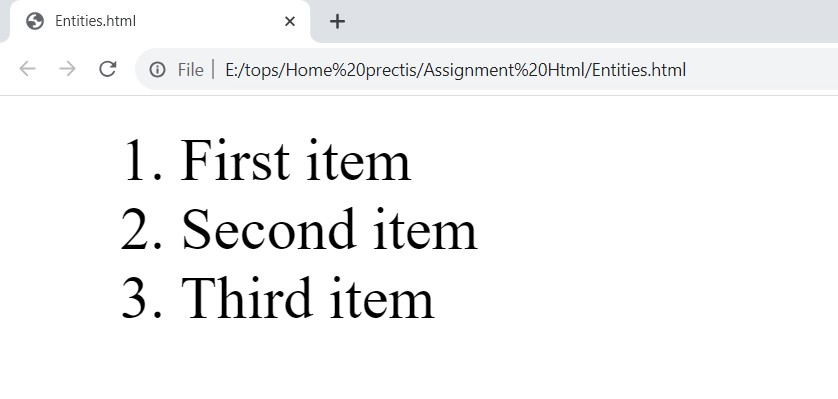 Entities.html
File | E:/tops/Home%20prectis/Assignment%20Html/Entities.html
1. First item
2. Second item
3. Third item